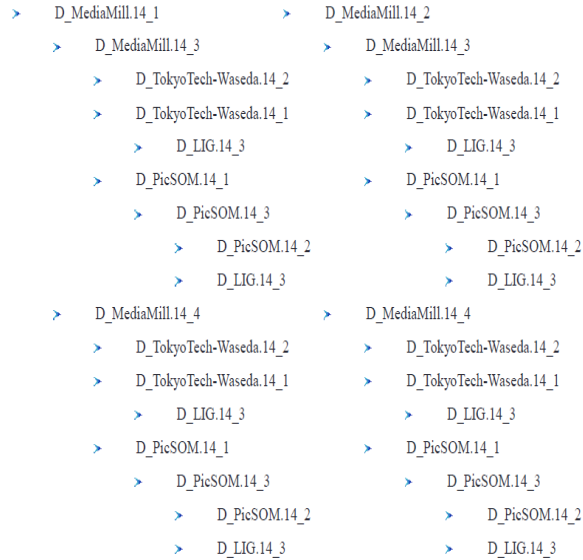 D_MediaMill.14_1
D_MediaMill.14_3
D_TokyoTech-Waseda.14_2
D_TokyoTech-Waseda.14_1
D_LIG.14_3
D_PicSOM.14_1
D_PicSOM.14_3
D_PicSOM.14_2
D_LIG.14_3
D_MediaMill.14_4
D_TokyoTech-Waseda.14_2
D_TokyoTech-Waseda.14_1
D_LIG.14_3
D_PicSOM.14_1
D_PicSOM.14_3
D_PicSOM.14_2
D_LIG.14_3
D_MediaMill.14_2
D_MediaMill.14_3
D_TokyoTech-Waseda.14_2
D_TokyoTech-Waseda.14_1
D_LIG.14_3
D_PicSOM.14_1
D_PicSOM.14_3
D_PicSOM.14_2
D_LIG.14_3
D_MediaMill.14_4
D_TokyoTech-Waseda.14_2
D_TokyoTech-Waseda.14_1
D_LIG.14_3
D_PicSOM.14_1
D_PicSOM.14_3
D_PicSOM.14_2
D_LIG.14_3